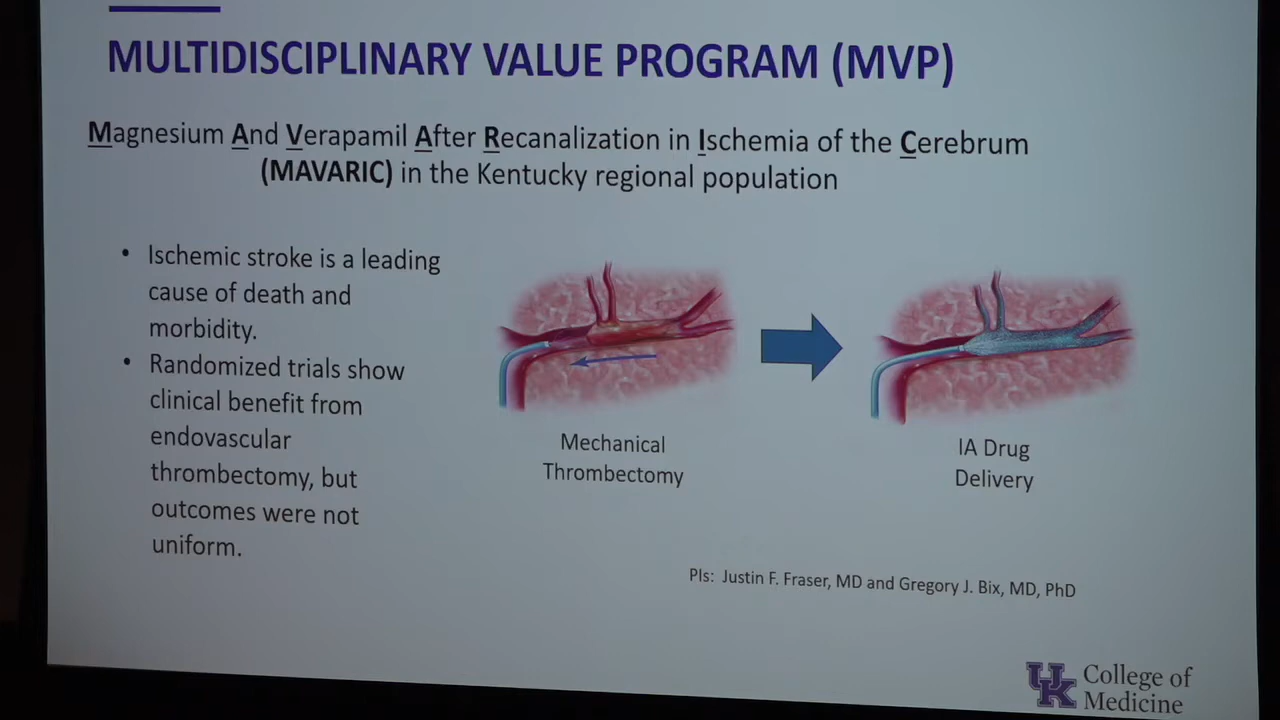 MULTIDISCIPLINARY VALUE PROGRAM (MVP)
Magnesium And Verapamil After Recanalization in Ischemia of the Cerebrum
(MAVARIC) in the Kentucky regional population
• Ischemic stroke is a leading
cause of death and
morbidity.
• Randomized trials show
clinical benefit from
endovascular
thrombectomy, but
outcomes were not
uniform.
Mechanical
Thrombectomy
IA Drug
Delivery
PIs: Justin F. Fraser, MD and Gregory J. Bix, MD, PhD
UK College of
Medicine